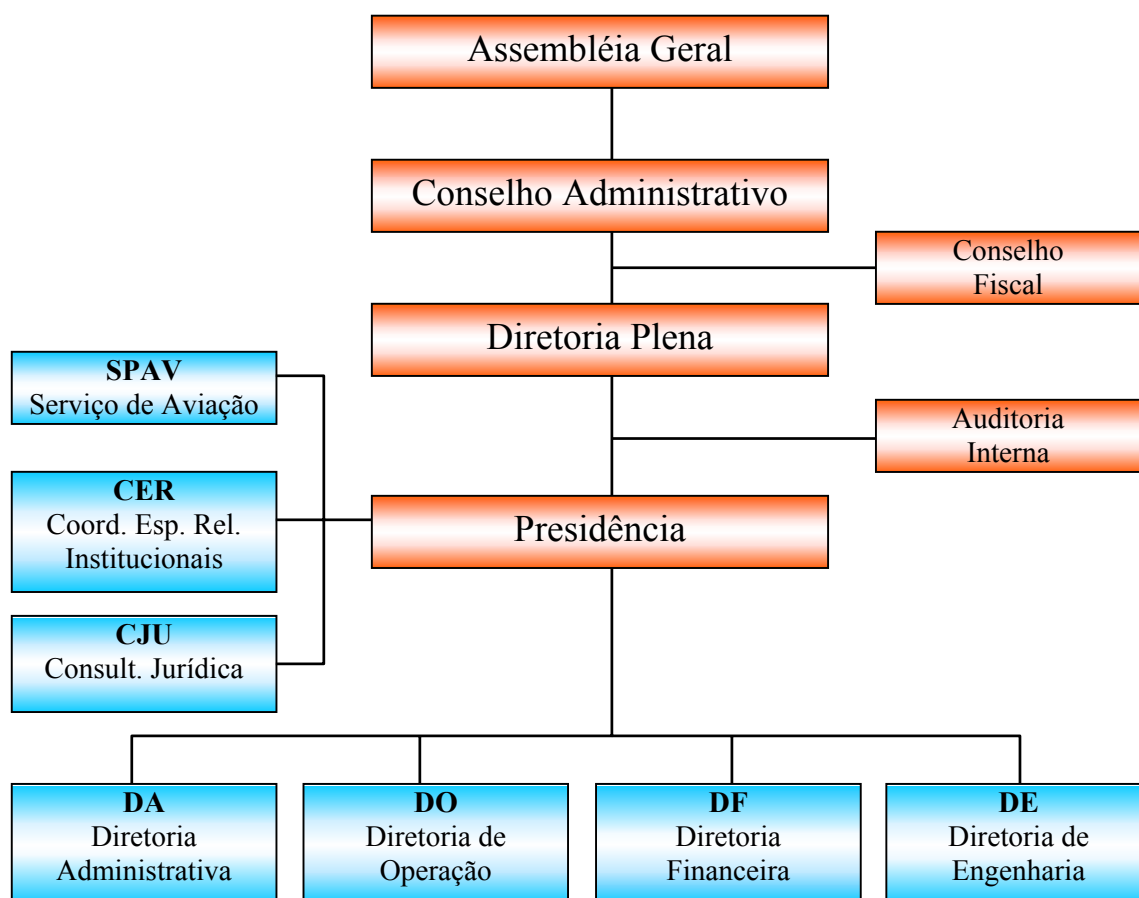 Assembléia Geral
Conselho Administrativo
Conselho
Fiscal
Diretoria Plena
SPAV
Serviço de Aviação
Auditoria
Interna
CER
Coord. Esp. Rel.
Institucionais
Presidência
CJU
Consult. Jurídica
DA
Diretoria
Administrativa
DO
Diretoria de
Operação
DF
Diretoria
Financeira
DE
Diretoria de
Engenharia